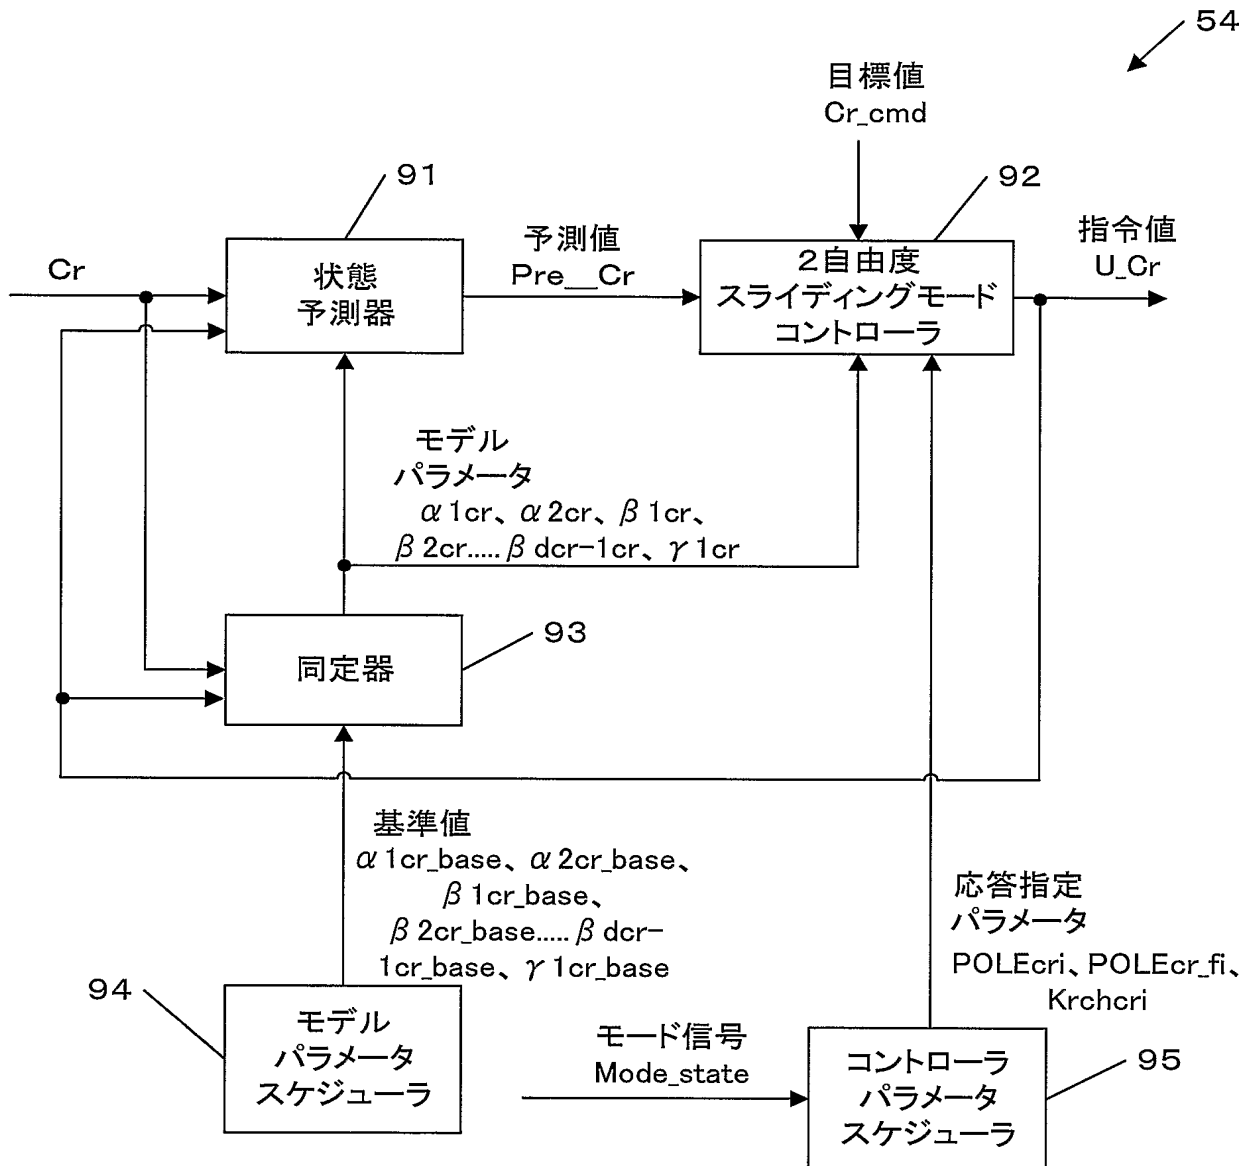 54
目標値
Cr_cmd
91
92
Cr
状態
予測器
予測値
Pre__Cr
2自由度
スライディングモード
コントローラ
指令値
U_Cr
モデル
パラメータ
α1cr、α2cr、β1cr、
β2cr.....βdcr-1cr、γ1cr
93
同定器
基準値
α1cr_base、α2cr_base、
β1cr_base、
β2cr_base.....βdcr-
1cr_base、γ1cr_base
応答指定
パラメータ
POLEcri、POLEcr_fi、
Krchcri
94
モデル
パラメータ
スケジューラ
モード信号
Mode_state
コントローラ
パラメータ
スケジューラ
95